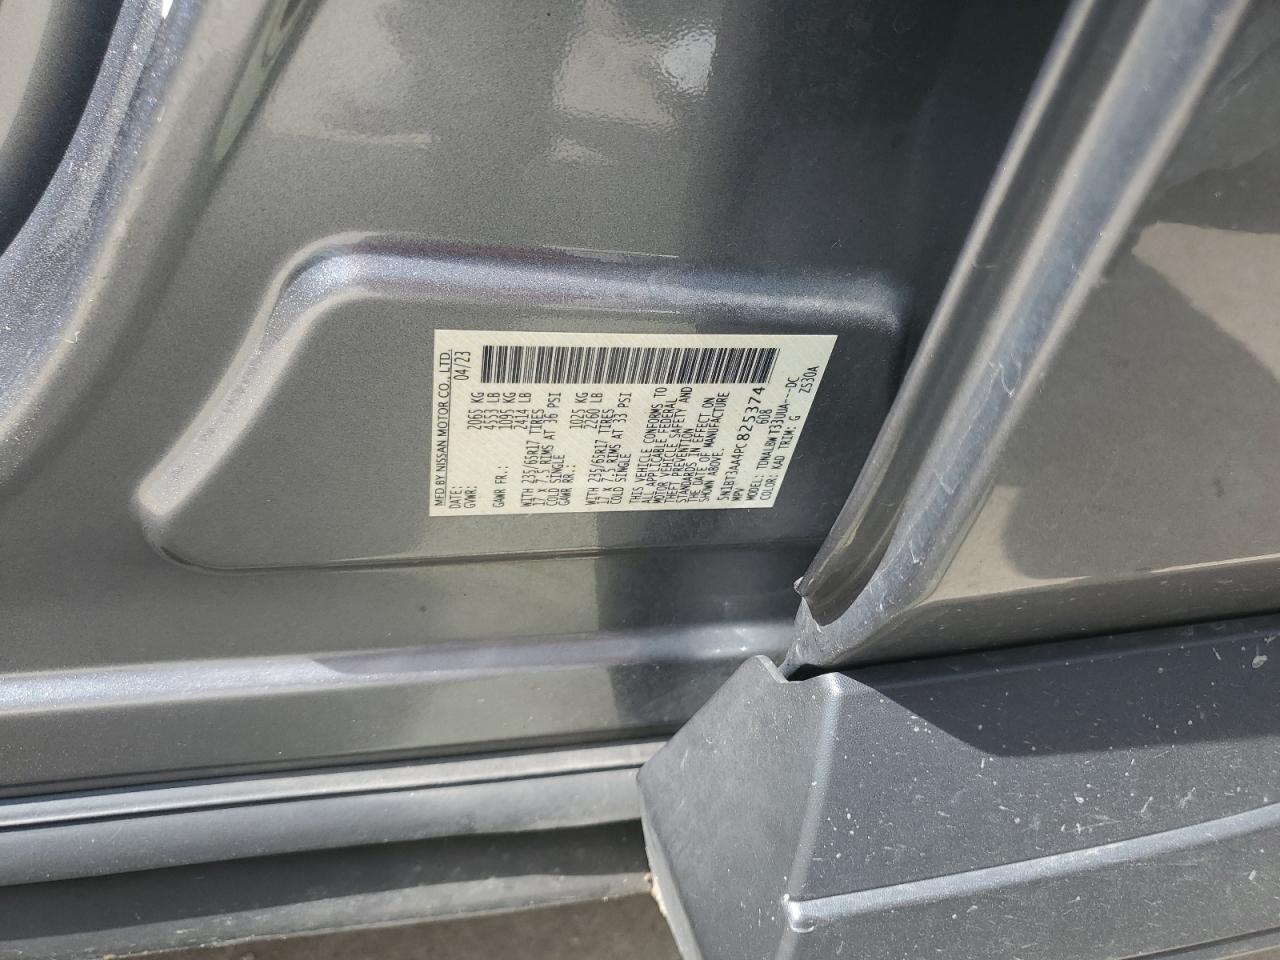 MFD.BY NISSAN MOTOR CO., LTD.
DATE: 04/23
GVWR: 2065 KG
4553 LB
GAWR FR.: 1095 KG
2414 LB
WITH 235/65R17 TIRES
17 X 7.5 RIMS AT 36 PSI
COLD SINGLE
GAWR RR.: 1025 KG
2260 LB
WITH 235/65R17 TIRES
17 X 7.5 RIMS AT 33 PSI
COLD SINGLE
THIS VEHICLE CONFORMS TO
ALL APPLICABLE FEDERAL
MOTOR VEHICLE SAFETY AND
THEFT PREVENTION
STANDARDS IN EFFECT ON
THE DATE OF MANUFACTURE
SHOWN ABOVE.
5N1BT3AA4PC825374
MPV 608
MODEL: TDNALBWT33UUA---DC
COLOR: KAD TRIM: G
ZS30A